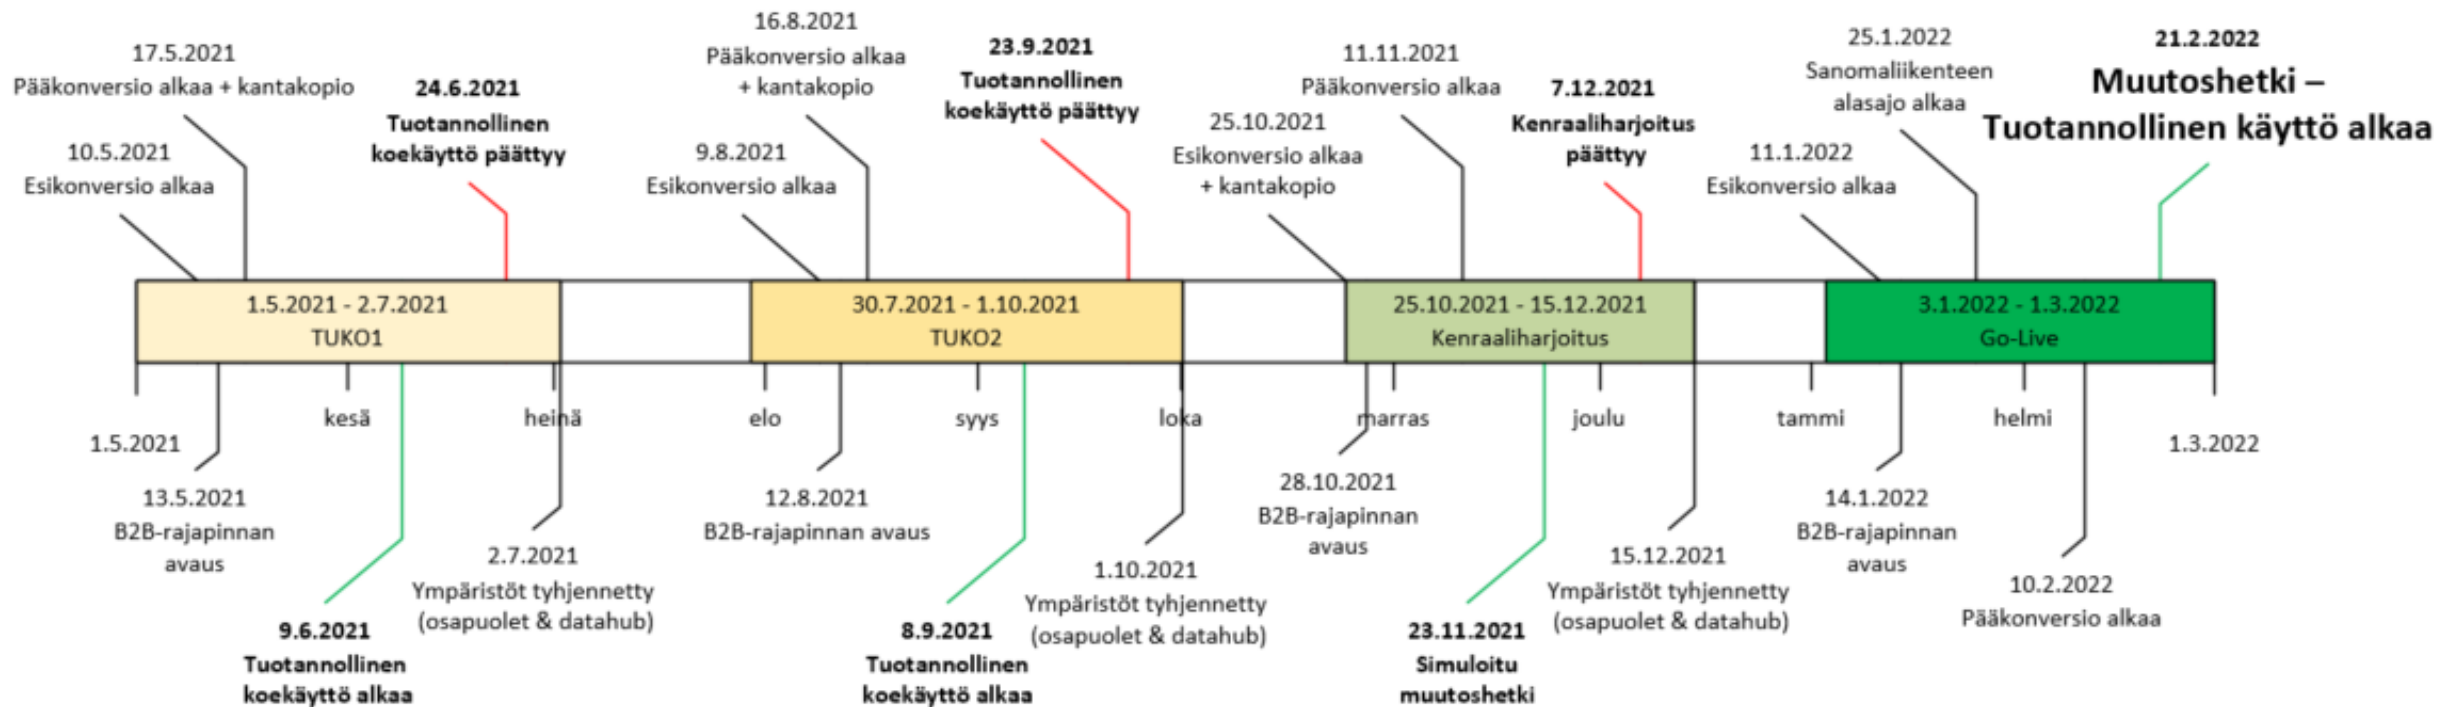 17.5.2021
Pääkonversio alkaa + kantakopio
10.5.2021
Esikonversio alkaa
24.6.2021
Tuotannollinen
koekäyttö päättyy
16.8.2021
Pääkonversio alkaa
+ kantakopio
9.8.2021
Esikonversio alkaa
23.9.2021
Tuotannollinen
koekäyttö päättyy
11.11.2021
Pääkonversio alkaa
25.10.2021
Esikonversio alkaa
+ kantakopio
7.12.2021
Kenraaliharjoitus
päättyy
25.1.2022
Sanomaliikenteen
alasajo alkaa
11.1.2022
Esikonversio alkaa
21.2.2022
Muutoshetki –
Tuotannollinen käyttö alkaa
1.5.2021 - 2.7.2021
TUKO1
30.7.2021 - 1.10.2021
TUKO2
25.10.2021 - 15.12.2021
Kenraaliharjoitus
3.1.2022 - 1.3.2022
Go-Live
kesä
heinä
elo
syys
loka
marras
joulu
tammi
helmi
1.5.2021
1.3.2022
13.5.2021
B2B-rajapinnan
avaus
9.6.2021
Tuotannollinen
koekäyttö alkaa
2.7.2021
Ympäristöt tyhjennetty
(osapuolet & datahub)
12.8.2021
B2B-rajapinnan avaus
8.9.2021
Tuotannollinen
koekäyttö alkaa
1.10.2021
Ympäristöt tyhjennetty
(osapuolet & datahub)
28.10.2021
B2B-rajapinnan
avaus
23.11.2021
Simuloitu
muutoshetki
15.12.2021
Ympäristöt tyhjennetty
(osapuolet & datahub)
14.1.2022
B2B-rajapinnan
avaus
10.2.2022
Pääkonversio alkaa